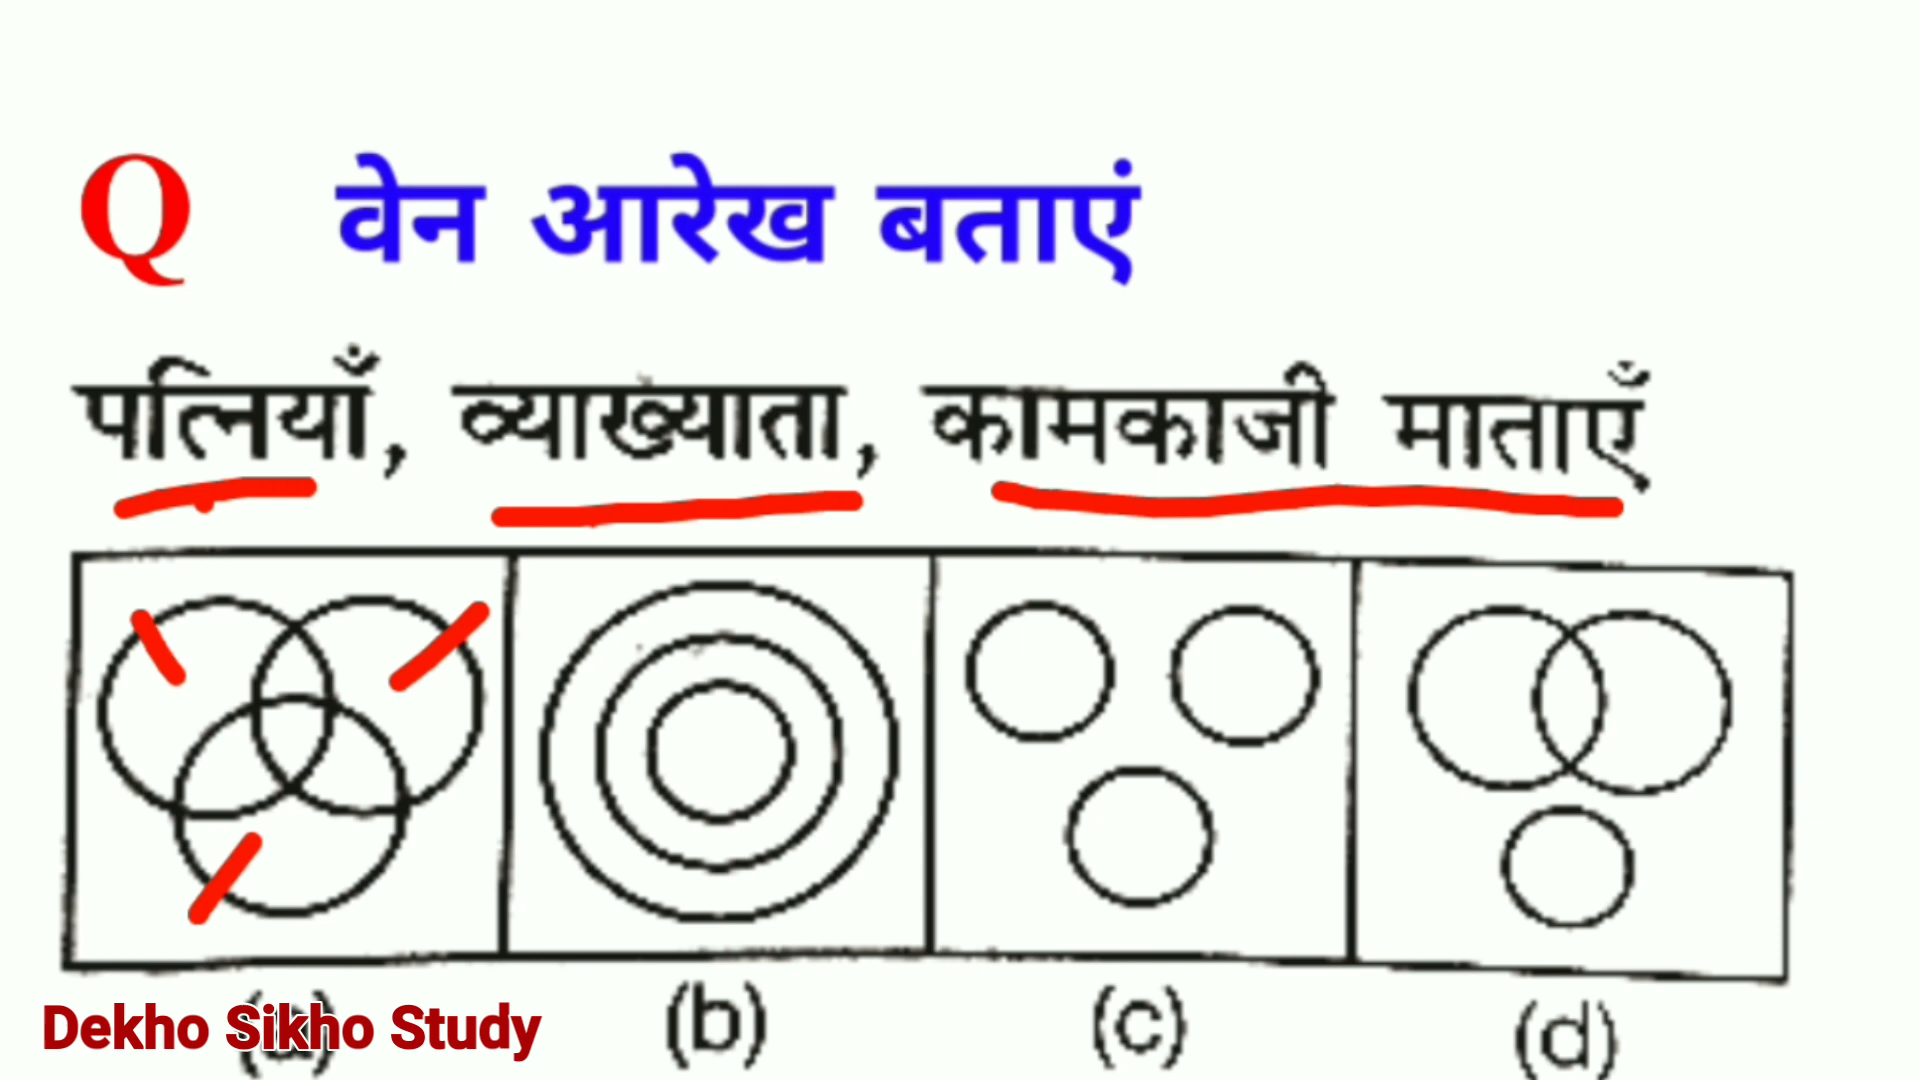 Q वेन आरेख बताएं
पत्नियाँ, व्याख्याता, कामकाजी माताएँ
(a) (b) (c) (d)
Dekho Sikho Study